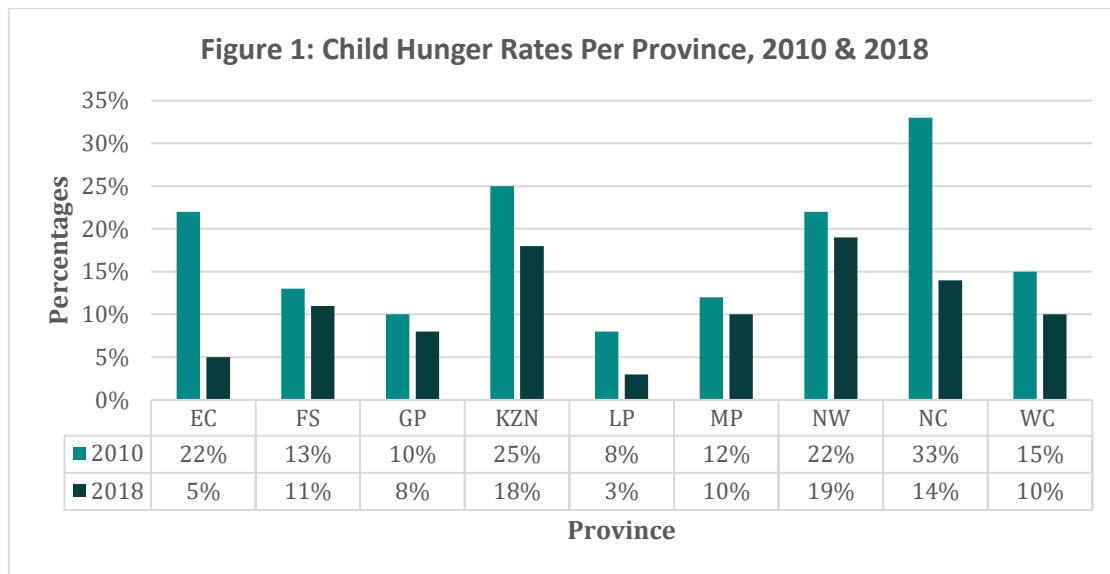 Figure 1: Child Hunger Rates Per Province, 2010 & 2018
35%
30%
25%
20%
15%
10%
5%
0%
Percentages
EC FS GP KZN LP MP NW NC WC
2010 22% 13% 10% 25% 8% 12% 22% 33% 15%
2018 5% 11% 8% 18% 3% 10% 19% 14% 10%
Province